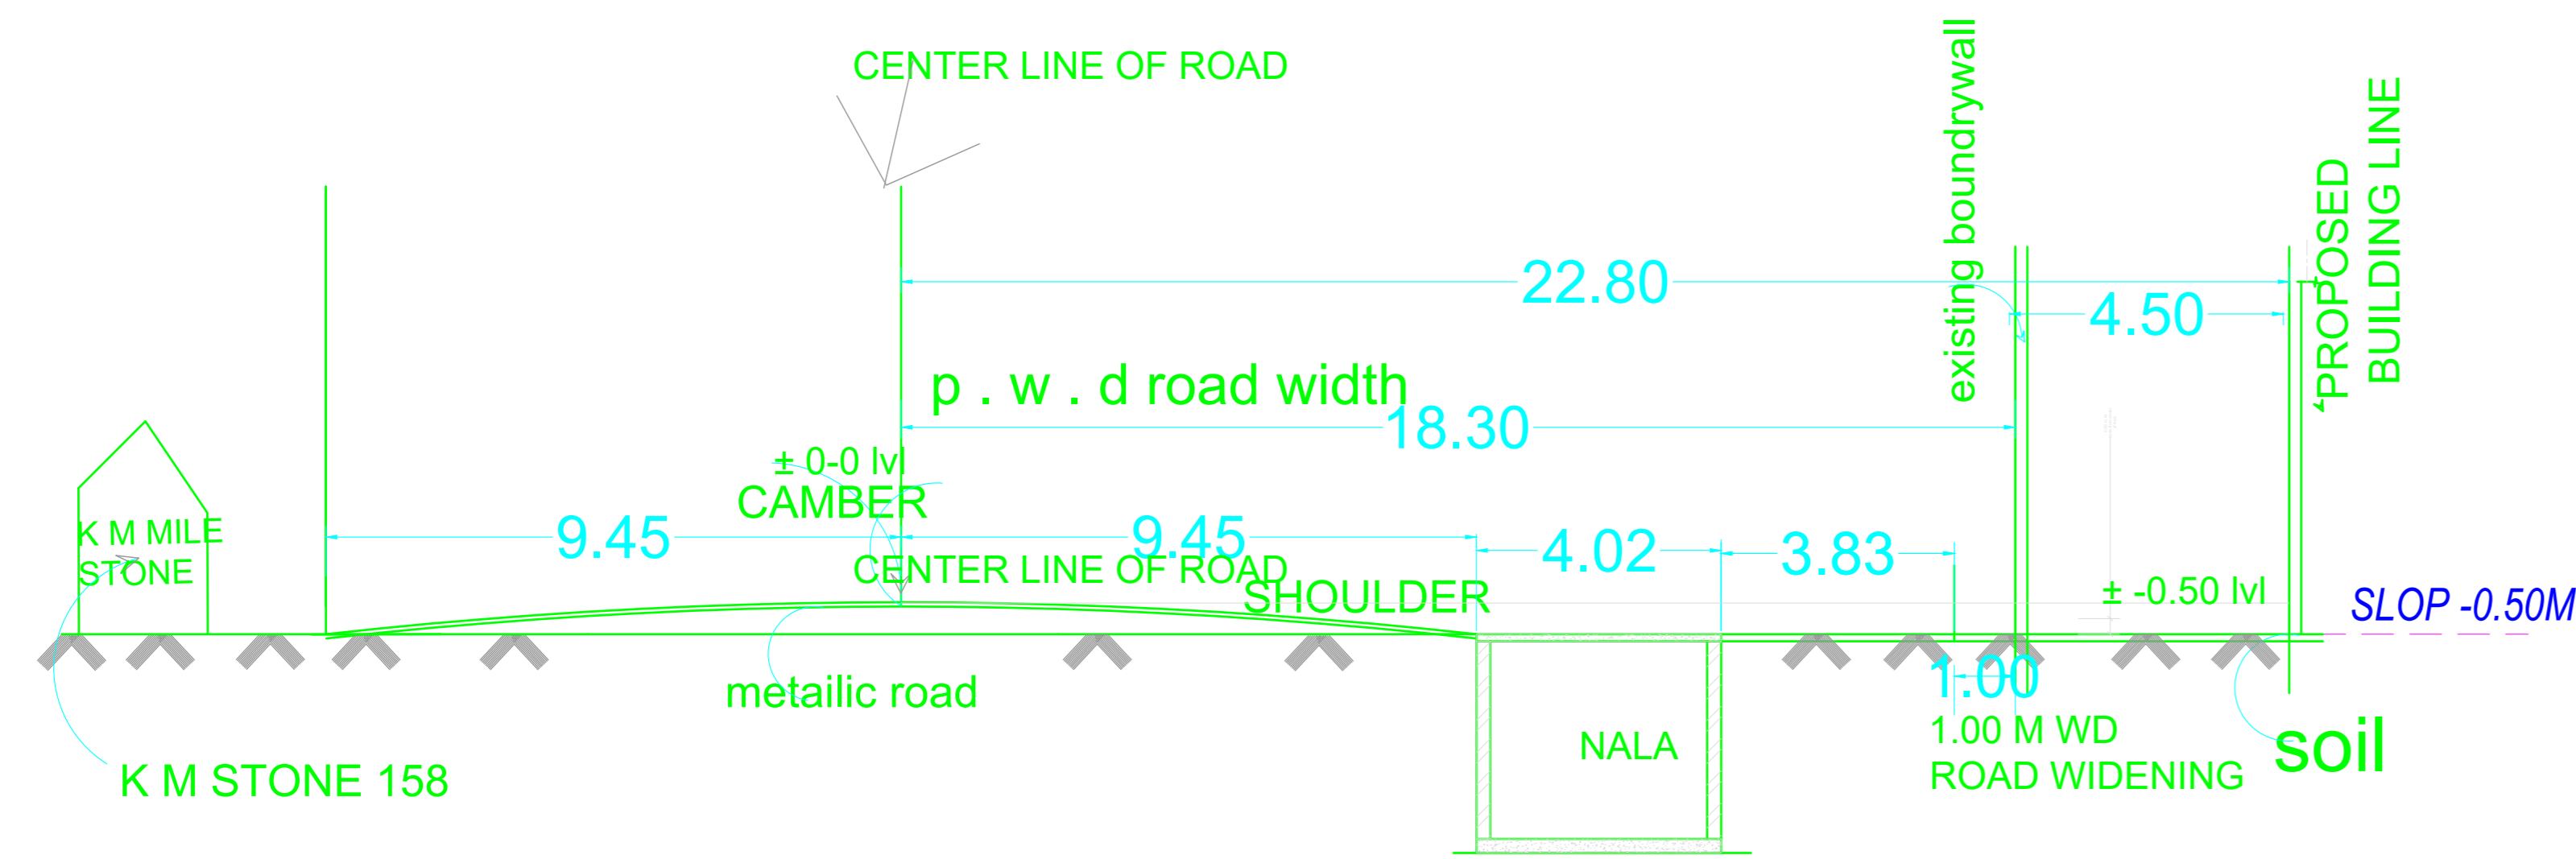 CENTER LINE OF ROAD
existing boundrywall
PROPOSED
BUILDING LINE
22.80
4.50
p . w . d road width
18.30
± 0-0 lvl
CAMBER
K M MILE
STONE
9.45
9.45
4.02
3.83
CENTER LINE OF ROAD
SHOULDER
± -0.50 lvl
SLOP -0.50M
metailic road
1.00
1.00 M WD
ROAD WIDENING
NALA
soil
K M STONE 158